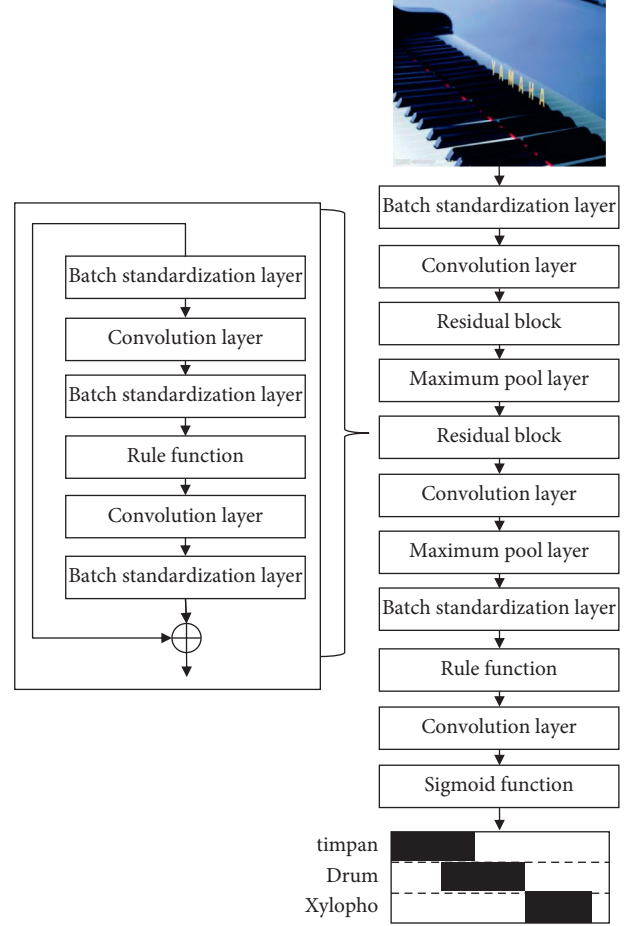 YAMAHA
Batch standardization layer
Convolution layer
Residual block
Maximum pool layer
Residual block
Convolution layer
Maximum pool layer
Batch standardization layer
Rule function
Convolution layer
Sigmoid function
Batch standardization layer
Convolution layer
Batch standardization layer
Rule function
Convolution layer
Batch standardization layer
timpan
Drum
Xylopho